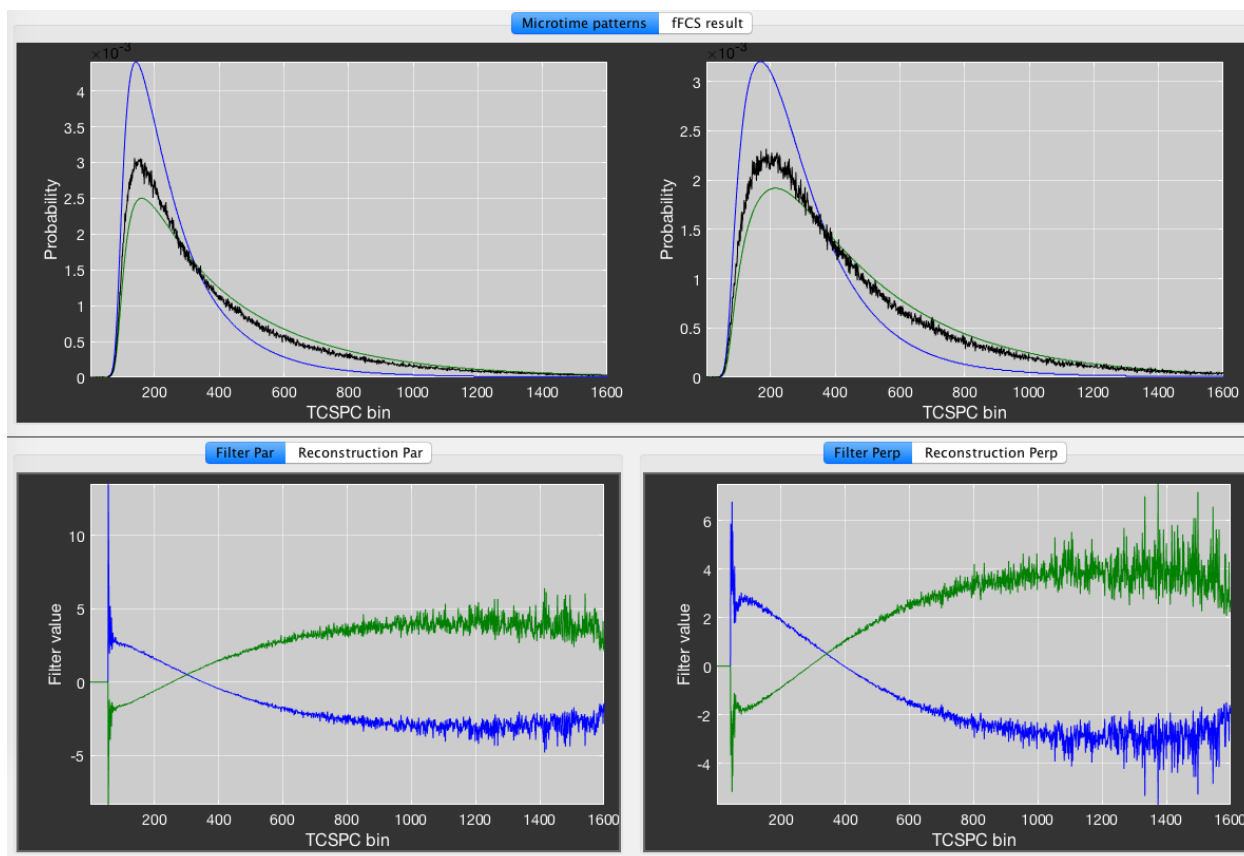 Microtime patterns fFCS result
×10⁻³
4
3.5
3
2.5
2
1.5
1
0.5
0
Probability
200 400 600 800 1000 1200 1400 1600
TCSPC bin
×10⁻³
3
2.5
2
1.5
1
0.5
0
Probability
200 400 600 800 1000 1200 1400 1600
TCSPC bin
Filter Par Reconstruction Par
10
5
0
-5
Filter value
200 400 600 800 1000 1200 1400 1600
TCSPC bin
Filter Perp Reconstruction Perp
6
4
2
0
-2
-4
Filter value
200 400 600 800 1000 1200 1400 1600
TCSPC bin